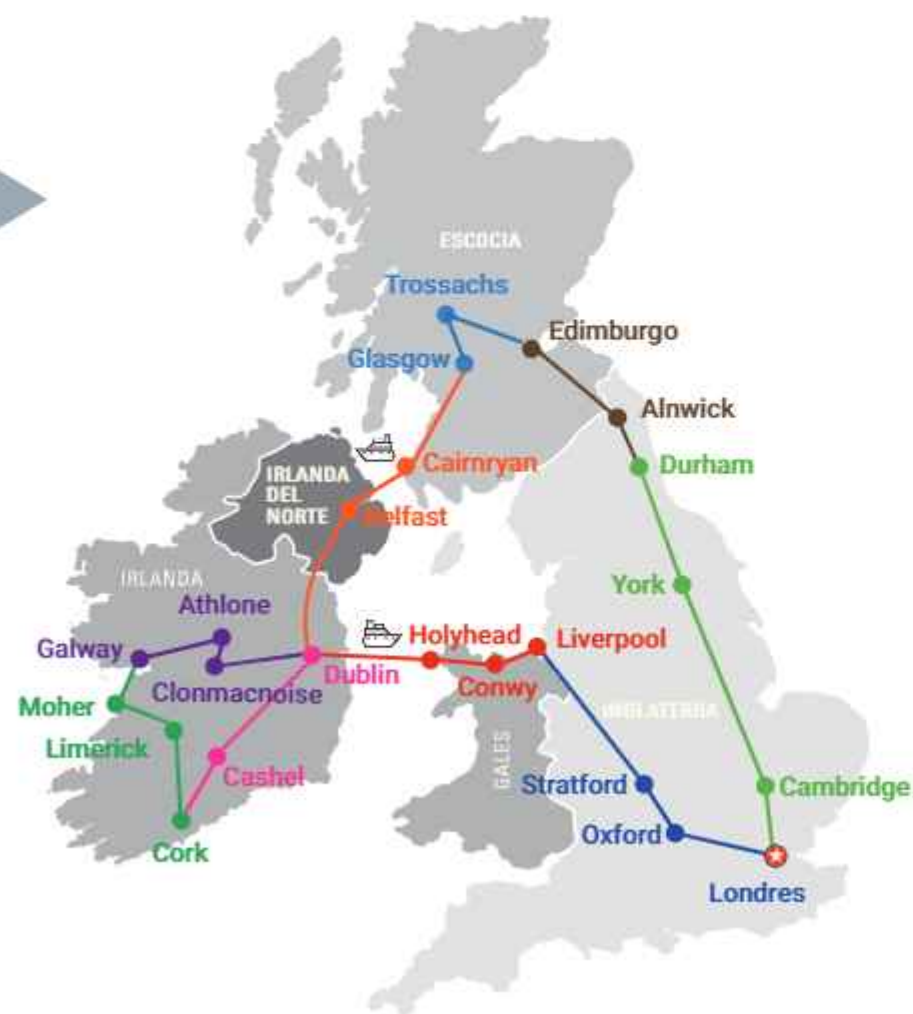 ESCOCIA
Trossachs
Edimburgo
Glasgow
Alnwick
Cairnryan
Durham
IRLANDA
DEL
NORTE
Belfast
IRLANDA
York
Athlone
Galway
Holyhead
Liverpool
Dublin
Conwy
Clonmacnoise
Moher
INGLATERRA
Limerick
GALES
Cashel
Stratford
Cambridge
Oxford
Cork
Londres